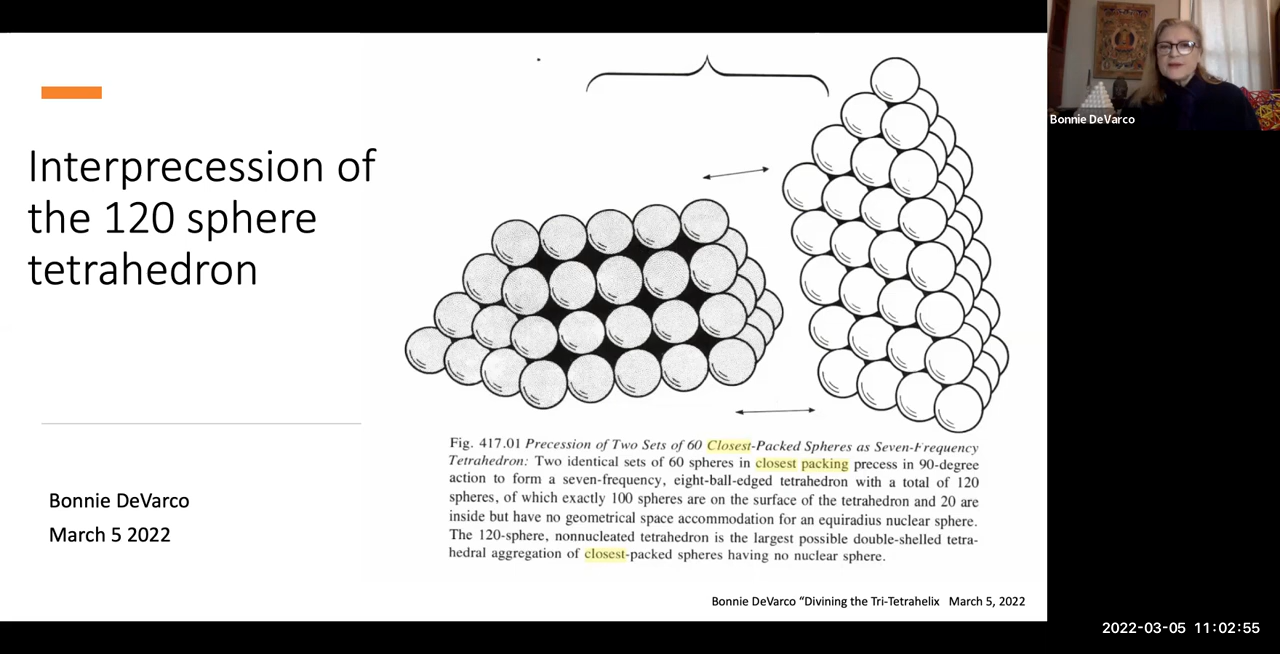 Interprecession of
the 120 sphere
tetrahedron
Bonnie DeVarco
March 5 2022
Fig. 417.01 Precession of Two Sets of 60 Closest-Packed Spheres as Seven-Frequency
Tetrahedron: Two identical sets of 60 spheres in closest packing precess in 90-degree
action to form a seven-frequency, eight-ball-edged tetrahedron with a total of 120
spheres, of which exactly 100 spheres are on the surface of the tetrahedron and 20 are
inside but have no geometrical space accommodation for an equiradius nuclear sphere.
The 120-sphere, nonnucleated tetrahedron is the largest possible double-shelled tetra-
hedral aggregation of closest-packed spheres having no nuclear sphere.
Bonnie DeVarco “Divining the Tri-Tetrahelix March 5, 2022
Bonnie DeVarco
2022-03-05 11:02:55